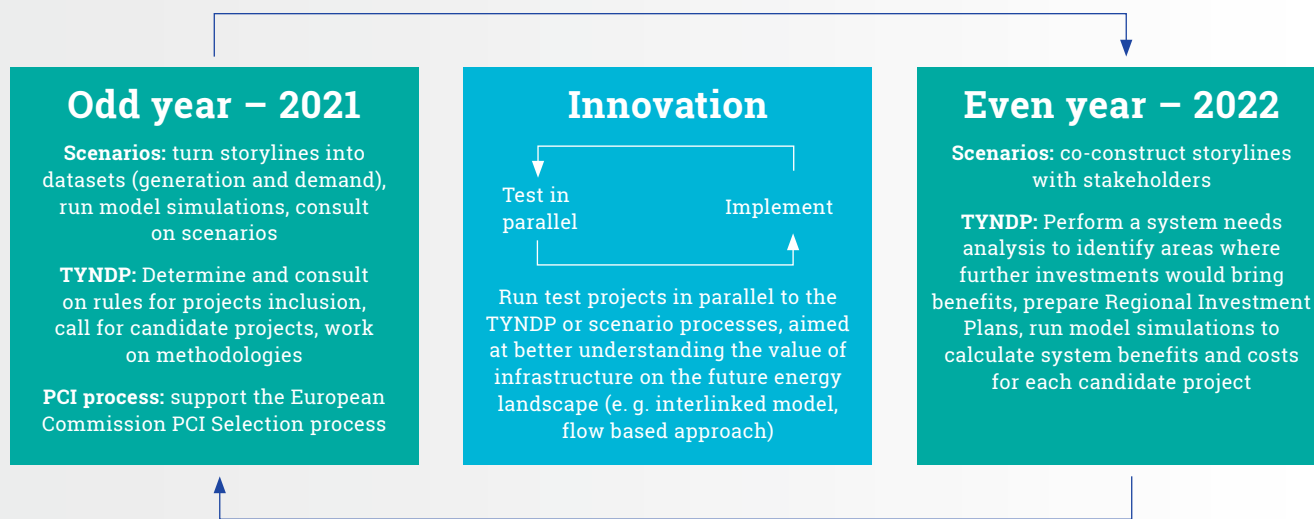 Odd year – 2021
Scenarios: turn storylines into
datasets (generation and demand),
run model simulations, consult
on scenarios
TYNDP: Determine and consult
on rules for projects inclusion,
call for candidate projects, work
on methodologies
PCI process: support the European
Commission PCI Selection process
Innovation
Test in
parallel
Implement
Run test projects in parallel to the
TYNDP or scenario processes, aimed
at better understanding the value of
infrastructure on the future energy
landscape (e. g. interlinked model,
flow based approach)
Even year – 2022
Scenarios: co-construct storylines
with stakeholders
TYNDP: Perform a system needs
analysis to identify areas where
further investments would bring
benefits, prepare Regional Investment
Plans, run model simulations to
calculate system benefits and costs
for each candidate project